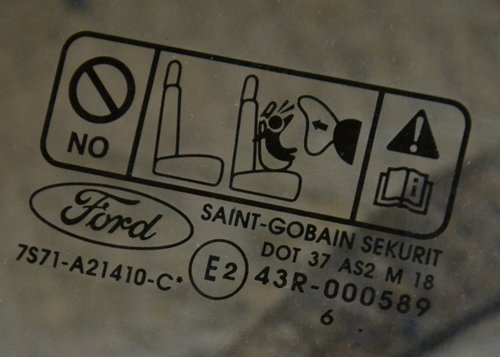 NO
Ford
SAINT-GOBAIN SEKURIT
DOT 37 AS2 M 18
7S71-A21410-C*
E2
43R-000589
6